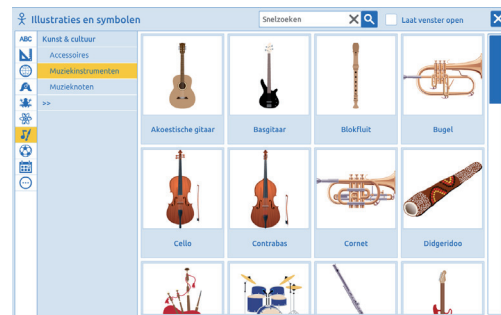 Illustraties en symbolen
Snelzoeken
Laat venster open
ABC
Kunst & cultuur
Accessoires
Muziekinstrumenten
Muzieknoten
>>
Akoestische gitaar
Basgitaar
Blokfluit
Bugel
Cello
Contrabas
Cornet
Didgeridoo